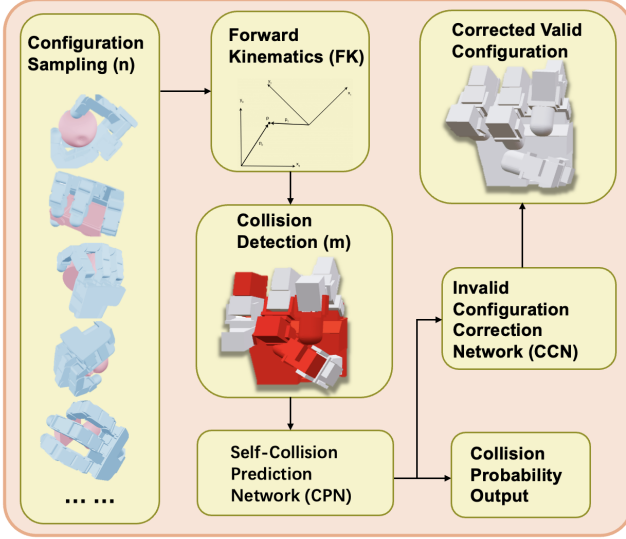 Configuration
Sampling (n)
... ...
Forward
Kinematics (FK)
Collision
Detection (m)
Self-Collision
Prediction
Network (CPN)
Corrected Valid
Configuration
Invalid
Configuration
Correction
Network (CCN)
Collision
Probability
Output